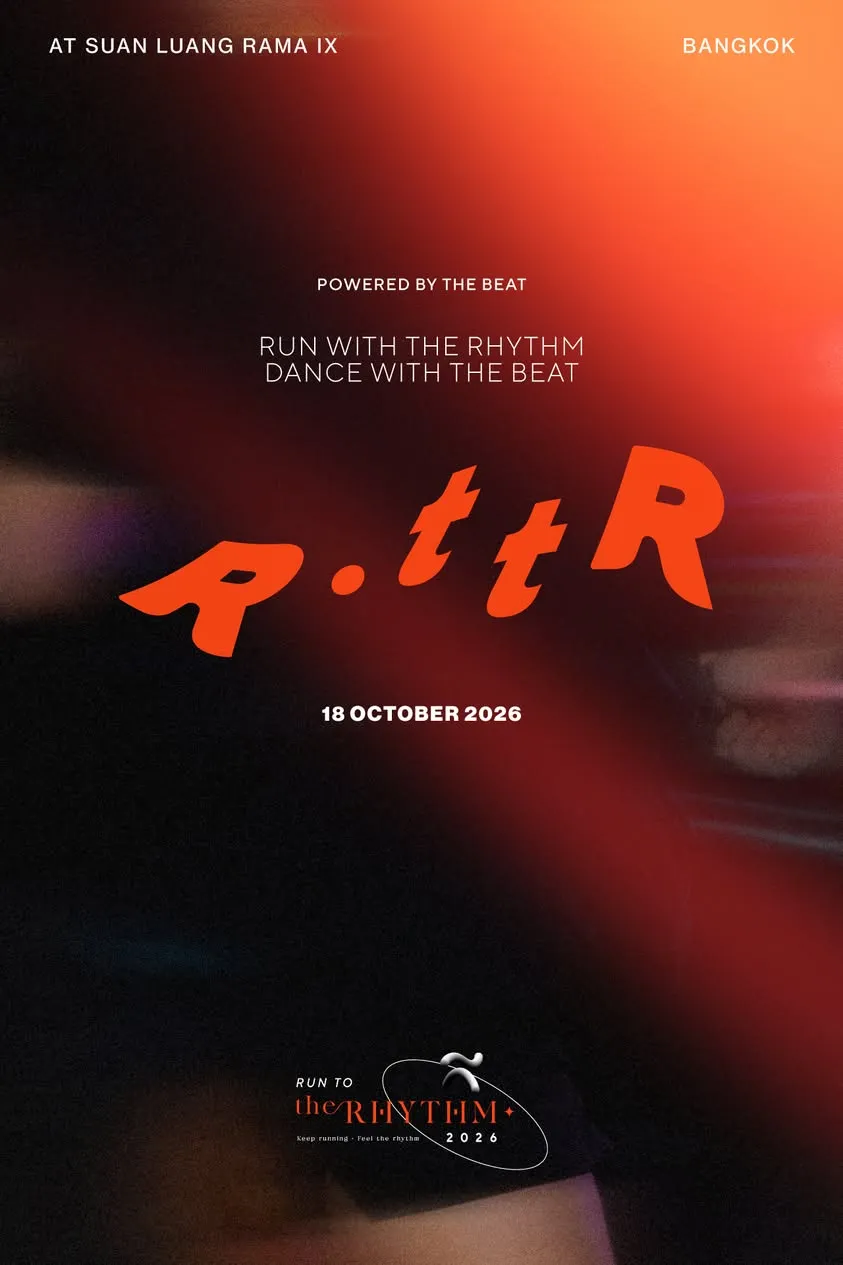 AT SUAN LUANG RAMA IX
BANGKOK
POWERED BY THE BEAT
RUN WITH THE RHYTHM
DANCE WITH THE BEAT
R.ttR
18 OCTOBER 2026
RUN TO
the RHYTHM
Keep running - Feel the rhythm
2026